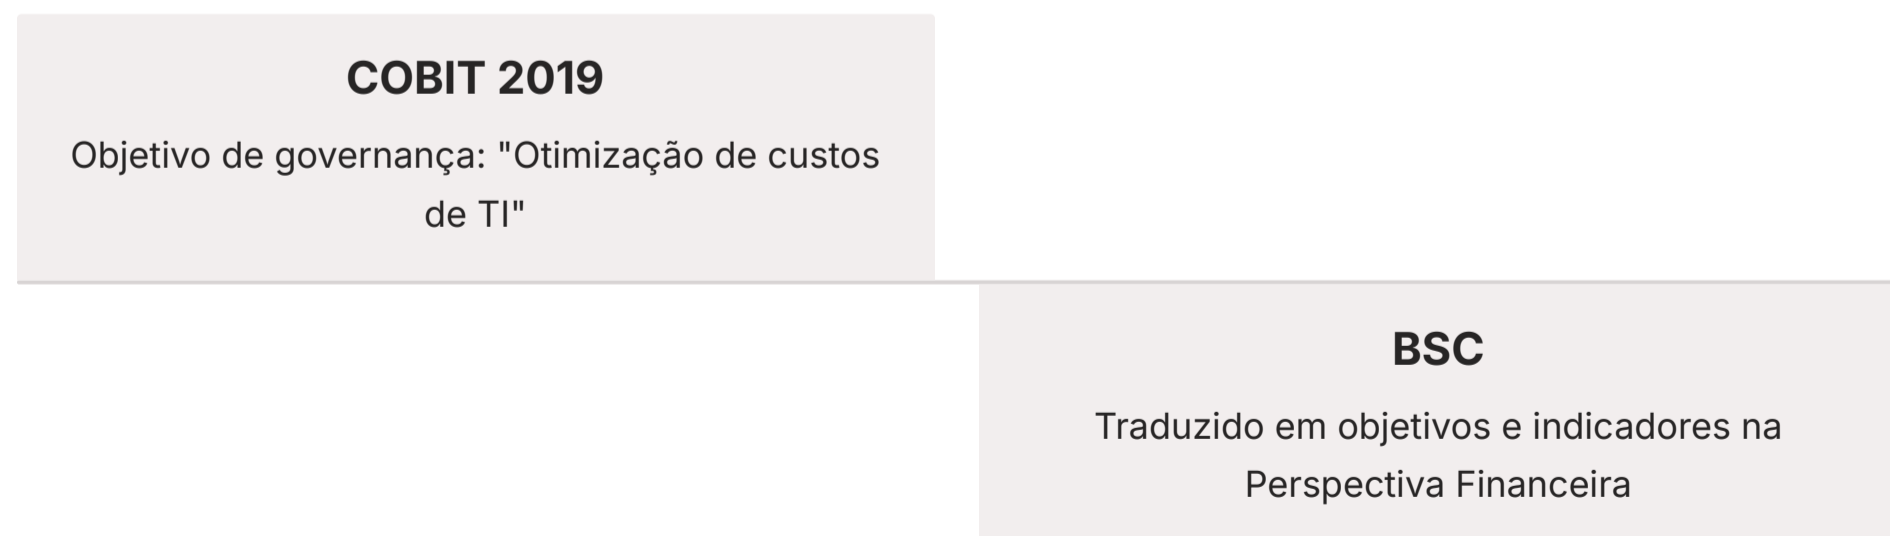 COBIT 2019
Objetivo de governança: "Otimização de custos
de TI"
BSC
Traduzido em objetivos e indicadores na
Perspectiva Financeira